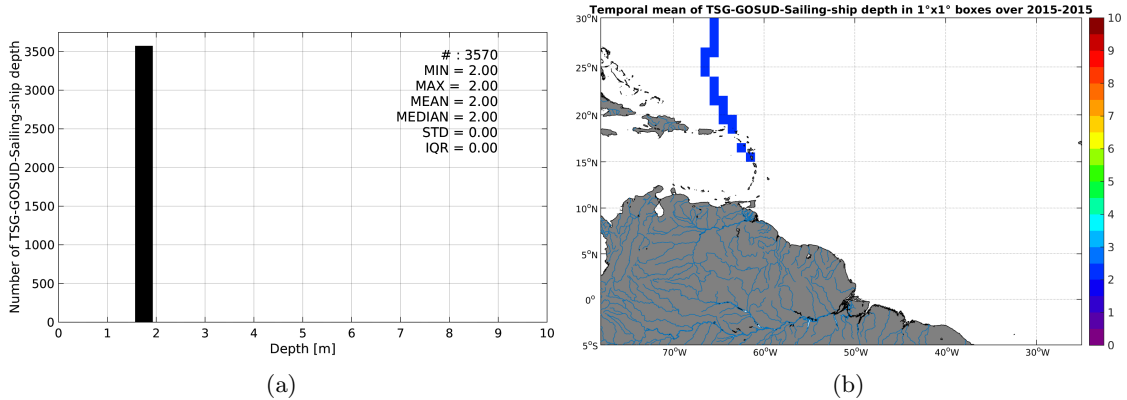 Number of TSG-GOSUD-Sailing-ship depth
3500
3000
2500
2000
1500
1000
500
0
# : 3570
MIN = 2.00
MAX = 2.00
MEAN = 2.00
MEDIAN = 2.00
STD = 0.00
IQR = 0.00
0 1 2 3 4 5 6 7 8 9 10
Depth [m]
(a)
Temporal mean of TSG-GOSUD-Sailing-ship depth in 1°x1° boxes over 2015-2015
30°N
25°N
20°N
15°N
10°N
5°N
0°
5°S
70°W 60°W 50°W 40°W 30°W
10
9
8
7
6
5
4
3
2
1
0
(b)